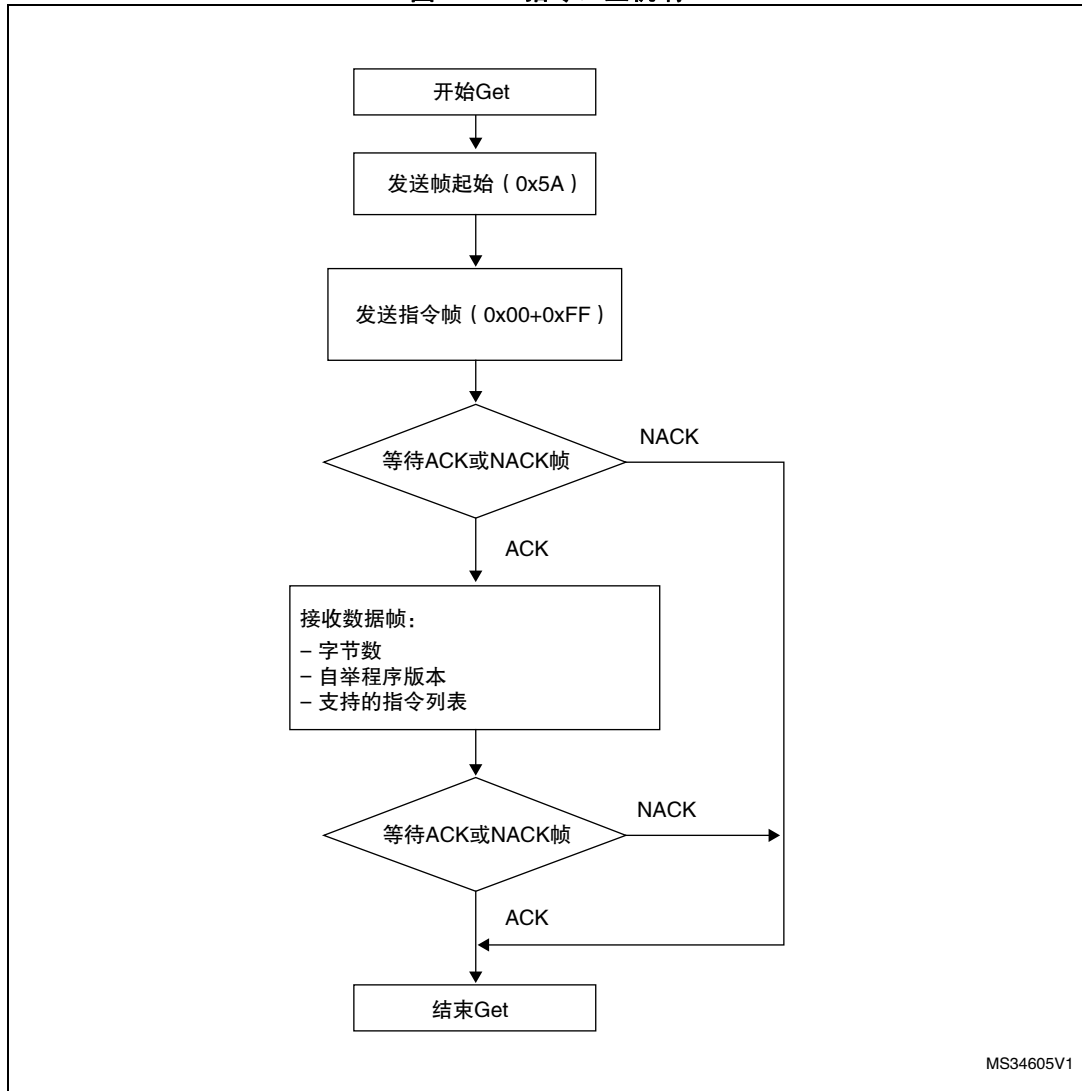 开始Get
发送帧起始（0x5A）
发送指令帧（0x00+0xFF）
等待ACK或NACK帧
NACK
ACK
接收数据帧：
– 字节数
– 自举程序版本
– 支持的指令列表
等待ACK或NACK帧
NACK
ACK
结束Get
MS34605V1